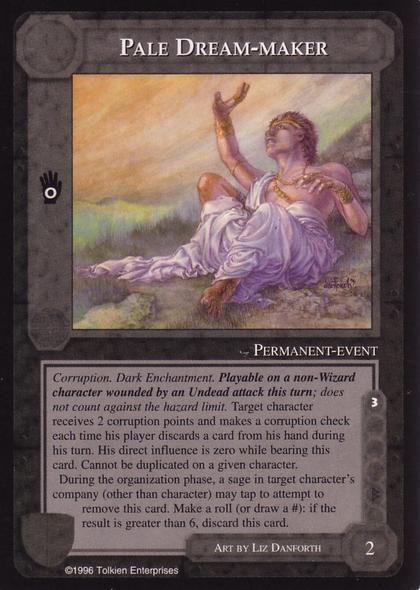 PALE DREAM-MAKER
PERMANENT-EVENT
Corruption. Dark Enchantment. Playable on a non-Wizard
character wounded by an Undead attack this turn; does
not count against the hazard limit. Target character
receives 2 corruption points and makes a corruption check
each time his player discards a card from his hand during
his turn. His direct influence is zero while bearing this
card. Cannot be duplicated on a given character.
During the organization phase, a sage in target character's
company (other than character) may tap to attempt to
remove this card. Make a roll (or draw a #): if the
result is greater than 6, discard this card.
3
ART BY LIZ DANFORTH
2
©1996 Tolkien Enterprises